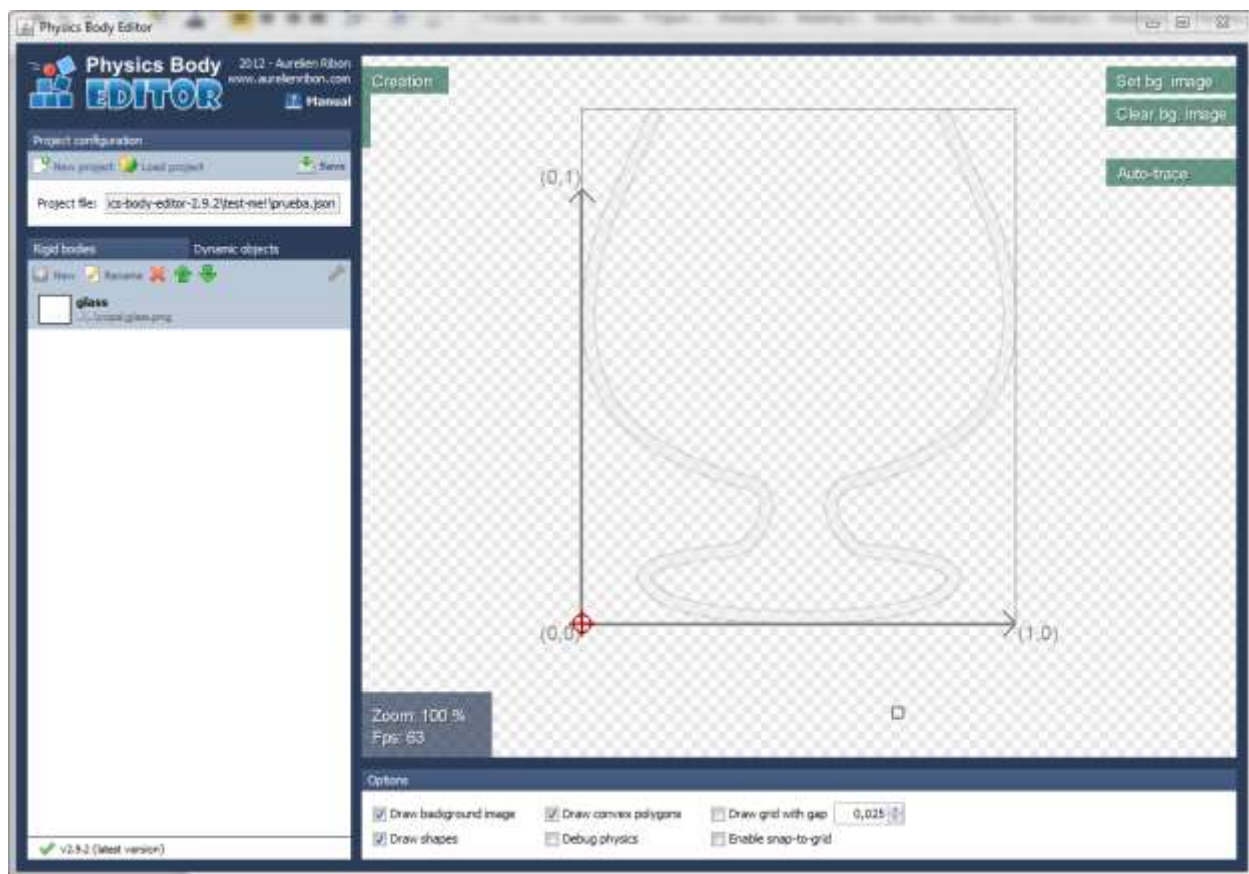 Physics Body Editor
Physics Body
EDITOR
2012 - Aurelien Ribon
www.aurelienribon.com
Manual
Project configuration
New project Load project Save
Project file: ics-body-editor-2.9.2\test-me!\prueba.json
Rigid bodies Dynamic objects
New Rename
glass
v2.9.2 (latest version)
Creation
Set bg. image
Clear bg. image
Auto-trace
(0,1)
(0,0)
(1,0)
Zoom: 100 %
Fps: 63
Options
Draw background image Draw convex polygons Draw grid with gap 0,025
Draw shapes Debug physics Enable snap-to-grid